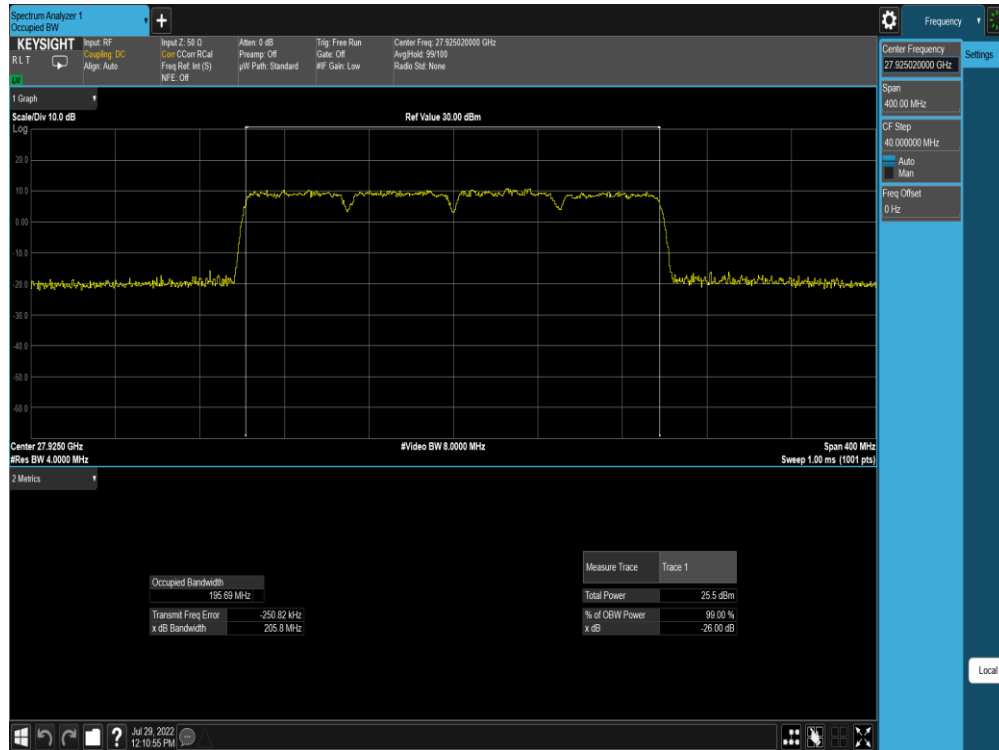 Spectrum Analyzer 1
Occupied BW
+
Frequency
KEYSIGHT
RLT
LXI
Input: RF
Coupling: DC
Align: Auto
Input Z: 50 Ω
Corr CCorr RCal
Freq Ref: Int (S)
NFE: Off
Atten: 0 dB
Preamp: Off
µW Path: Standard
Trig: Free Run
Gate: Off
#IF Gain: Low
Center Freq: 27.925020000 GHz
Avg|Hold: 99/100
Radio Std: None
Center Frequency
27.925020000 GHz
Settings
Span
400.00 MHz
CF Step
40.000000 MHz
Auto
Man
Freq Offset
0 Hz
1 Graph
Scale/Div 10.0 dB
Ref Value 30.00 dBm
Log
20.0
10.0
0.00
-10.0
-20.0
-30.0
-40.0
-50.0
-60.0
Center 27.9250 GHz
#Video BW 8.0000 MHz
Span 400 MHz
#Res BW 4.0000 MHz
Sweep 1.00 ms (1001 pts)
2 Metrics
Measure Trace
Trace 1
Occupied Bandwidth
195.69 MHz
Total Power
25.5 dBm
Transmit Freq Error
-250.82 kHz
% of OBW Power
99.00 %
x dB Bandwidth
205.8 MHz
x dB
-26.00 dB
Local
?
Jul 29, 2022
12:10:55 PM